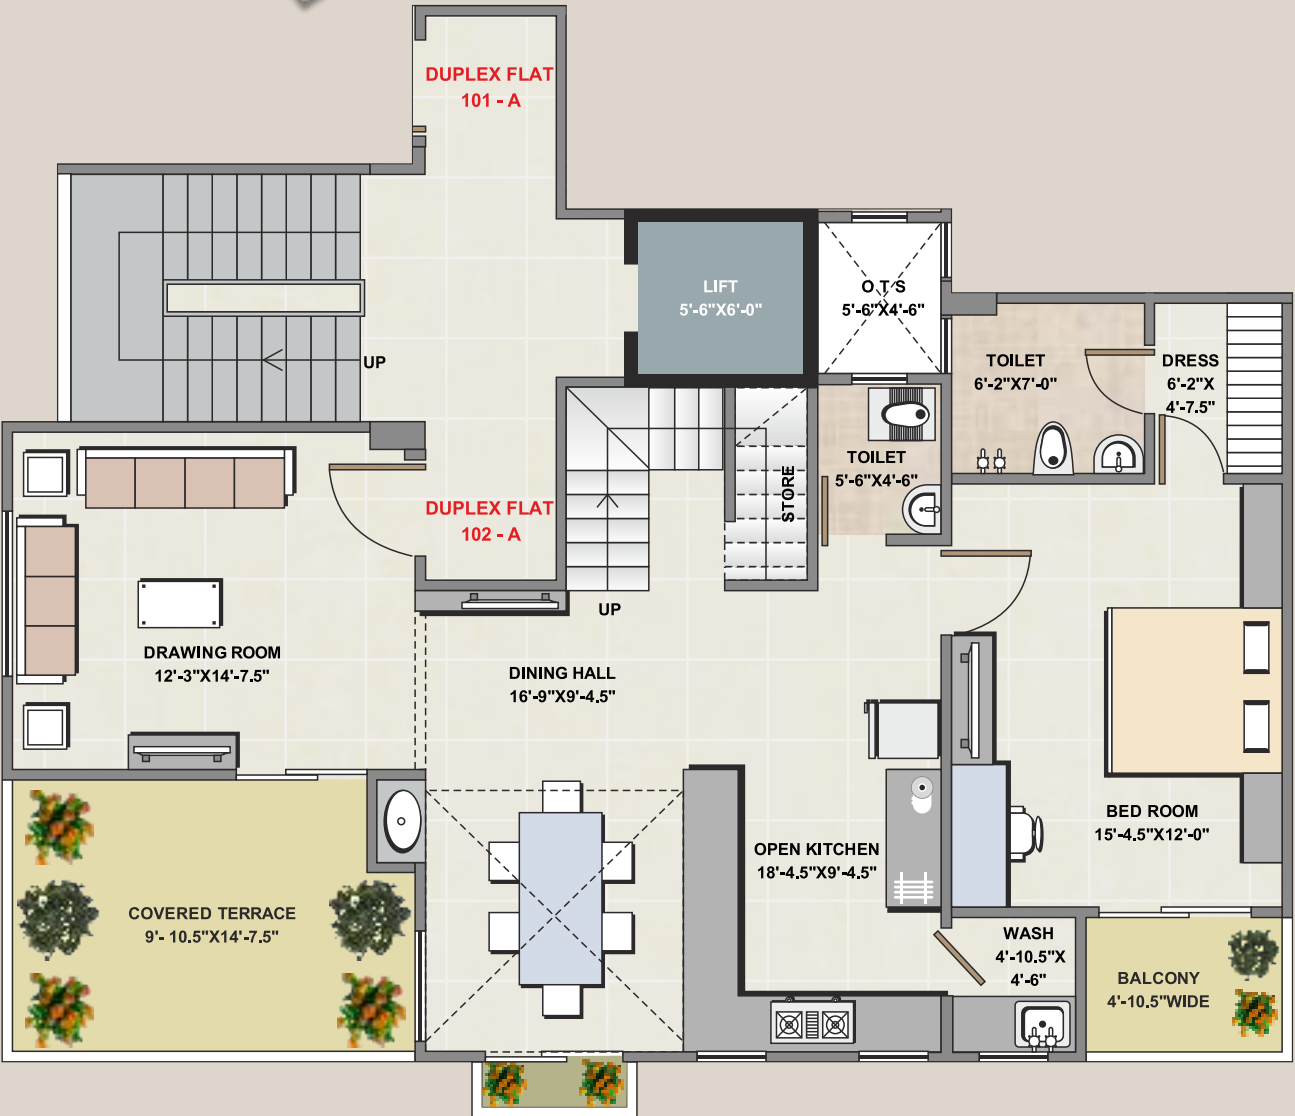 DUPLEX FLAT
101 - A
LIFT
5'-6"X6'-0"
O.T'S
5'-6"X4'-6"
UP
TOILET
6'-2"X7'-0"
DRESS
6'-2"X
4'-7.5"
TOILET
5'-6"X4'-6"
STORE
DUPLEX FLAT
102 - A
UP
DRAWING ROOM
12'-3"X14'-7.5"
DINING HALL
16'-9"X9'-4.5"
BED ROOM
15'-4.5"X12'-0"
OPEN KITCHEN
18'-4.5"X9'-4.5"
COVERED TERRACE
9'- 10.5"X14'-7.5"
WASH
4'-10.5"X
4'-6"
BALCONY
4'-10.5"WIDE